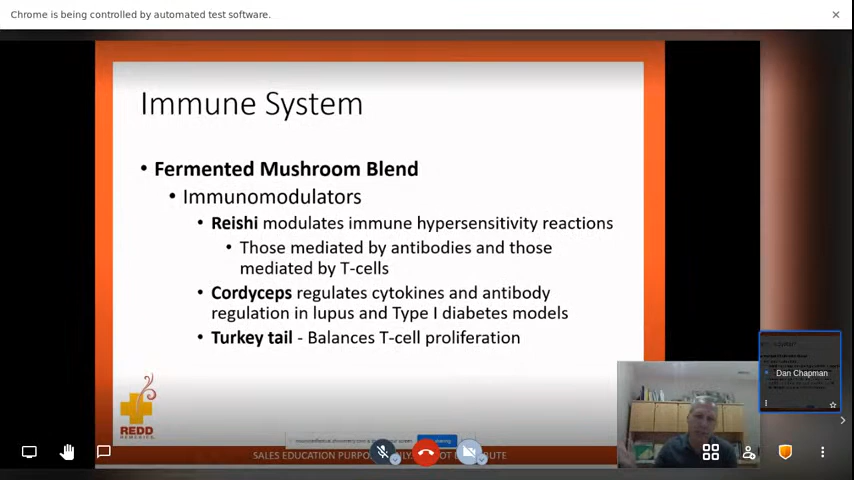 Chrome is being controlled by automated test software.
Immune System
• Fermented Mushroom Blend
• Immunomodulators
• Reishi modulates immune hypersensitivity reactions
• Those mediated by antibodies and those
mediated by T-cells
• Cordyceps regulates cytokines and antibody
regulation in lupus and Type I diabetes models
• Turkey tail - Balances T-cell proliferation
Dan Chapman
REDD
REMEDIES
SALES EDUCATION